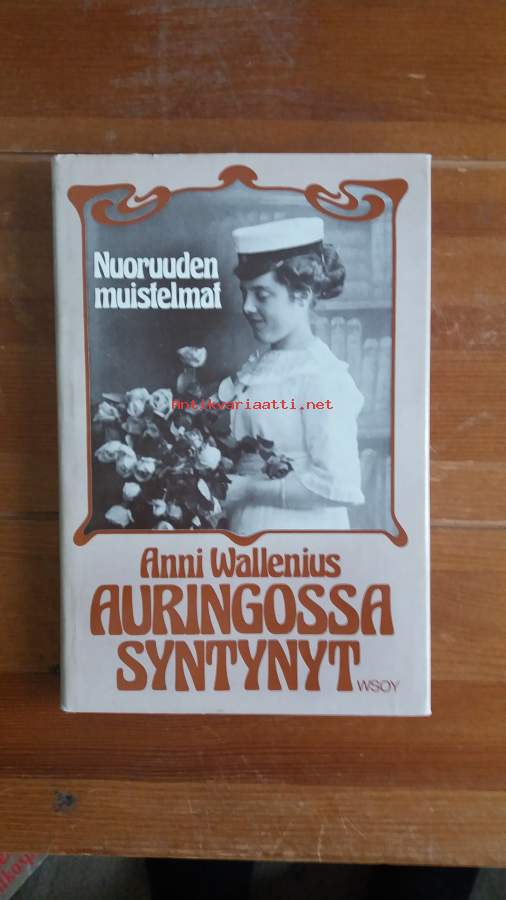 Nuoruuden
muistelmat
Antikvariaatti.net
Anni Wallenius
AURINGOSSA
SYNTYNYT
WSOY